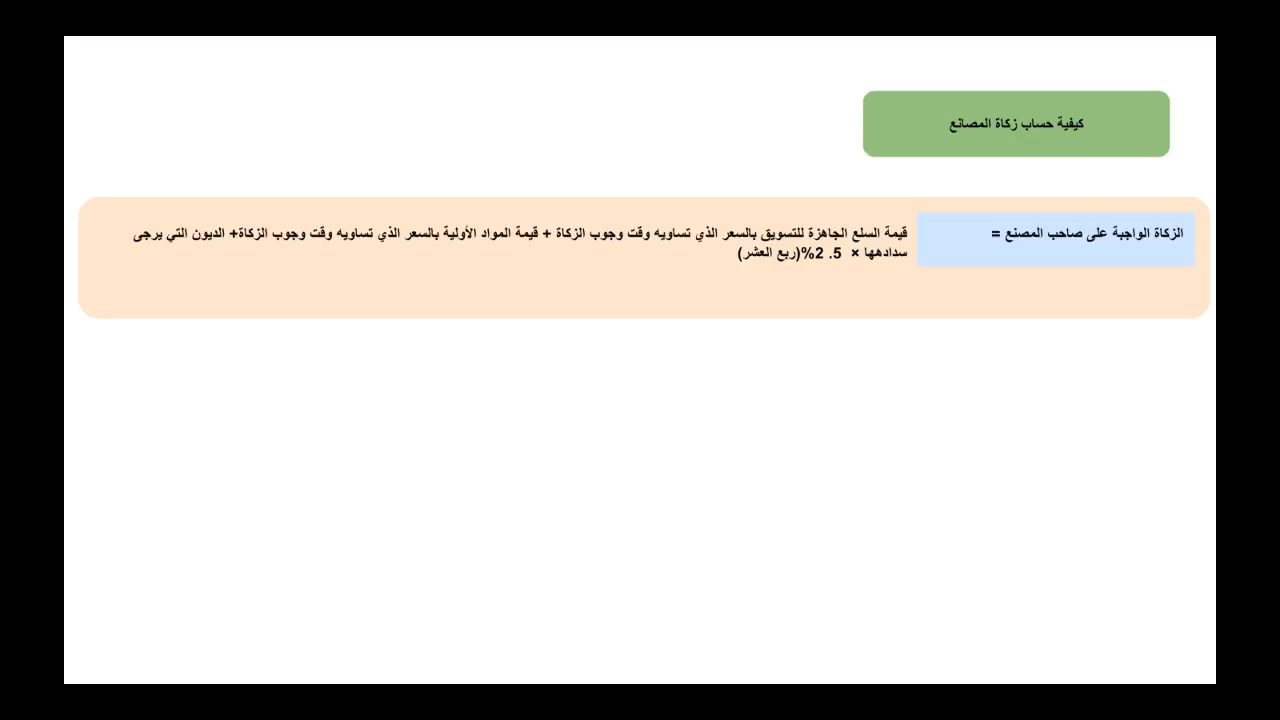 كيفية حساب زكاة المصانع
الزكاة الواجبة على صاحب المصنع =
قيمة السلع الجاهزة للتسويق بالسعر الذي تساويه وقت وجوب الزكاة + قيمة المواد الأولية بالسعر الذي تساويه وقت وجوب الزكاة+ الديون التي يرجى
سدادهها × 5. 2%(ربع العشر)